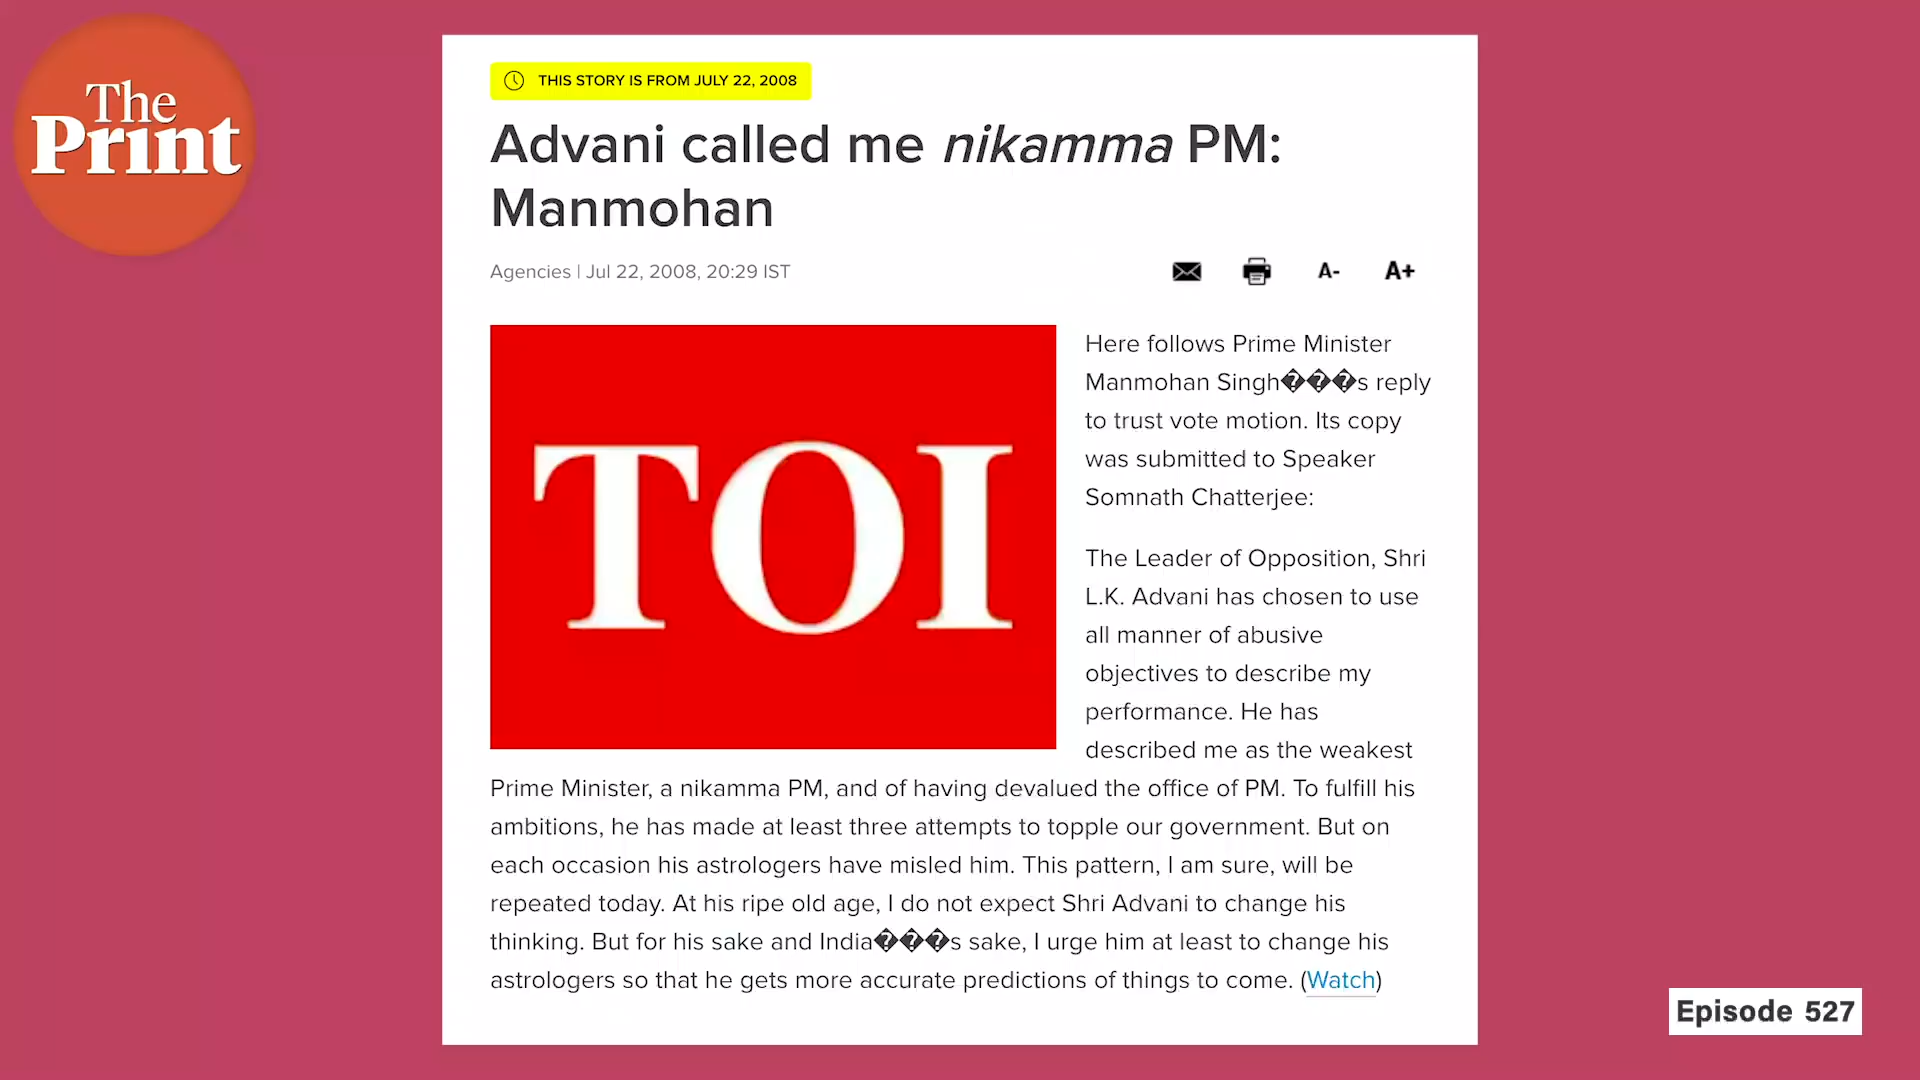 The
Print
THIS STORY IS FROM JULY 22, 2008
Advani called me nikamma PM:
Manmohan
Agencies | Jul 22, 2008, 20:29 IST
A-
A+
TOI
Here follows Prime Minister
Manmohan Singh���s reply
to trust vote motion. Its copy
was submitted to Speaker
Somnath Chatterjee:
The Leader of Opposition, Shri
L.K. Advani has chosen to use
all manner of abusive
objectives to describe my
performance. He has
described me as the weakest
Prime Minister, a nikamma PM, and of having devalued the office of PM. To fulfill his
ambitions, he has made at least three attempts to topple our government. But on
each occasion his astrologers have misled him. This pattern, I am sure, will be
repeated today. At his ripe old age, I do not expect Shri Advani to change his
thinking. But for his sake and India���s sake, I urge him at least to change his
astrologers so that he gets more accurate predictions of things to come. (Watch)
Episode 527